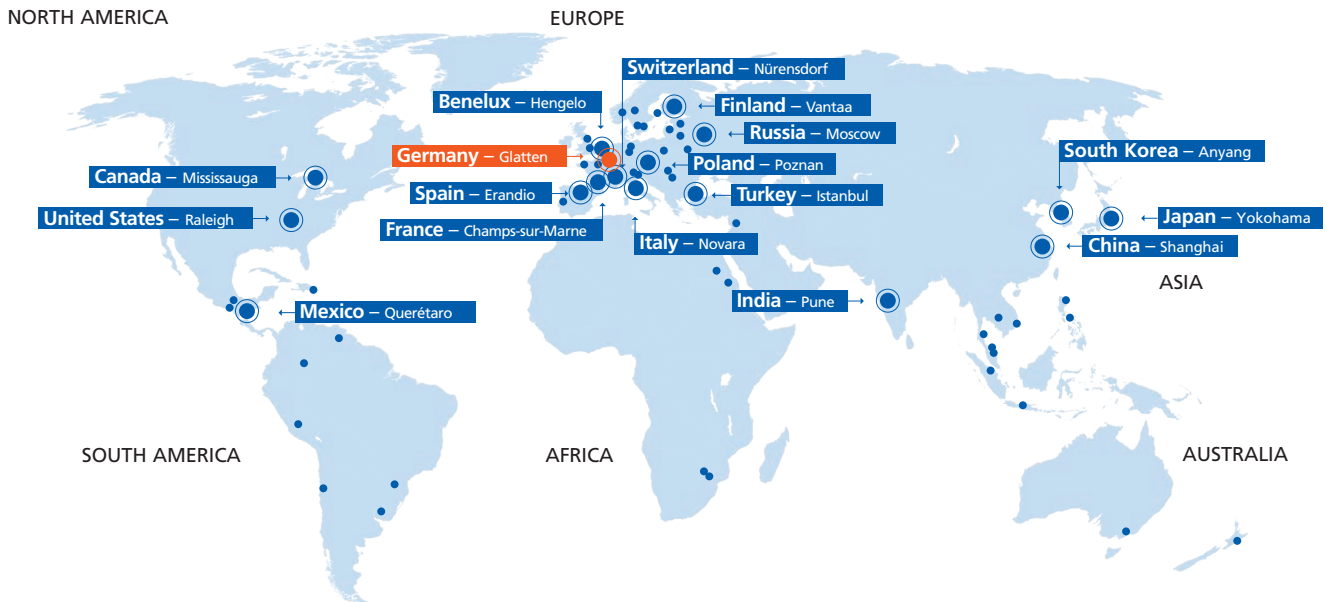 NORTH AMERICA
EUROPE
Switzerland – Nürensdorf
Benelux – Hengelo
Finland – Vantaa
Russia – Moscow
Germany – Glatten
South Korea – Anyang
Poland – Poznan
Canada – Mississauga
Spain – Erandio
Turkey – Istanbul
United States – Raleigh
Japan – Yokohama
France – Champs-sur-Marne
Italy – Novara
China – Shanghai
ASIA
India – Pune
Mexico – Querétaro
SOUTH AMERICA
AFRICA
AUSTRALIA